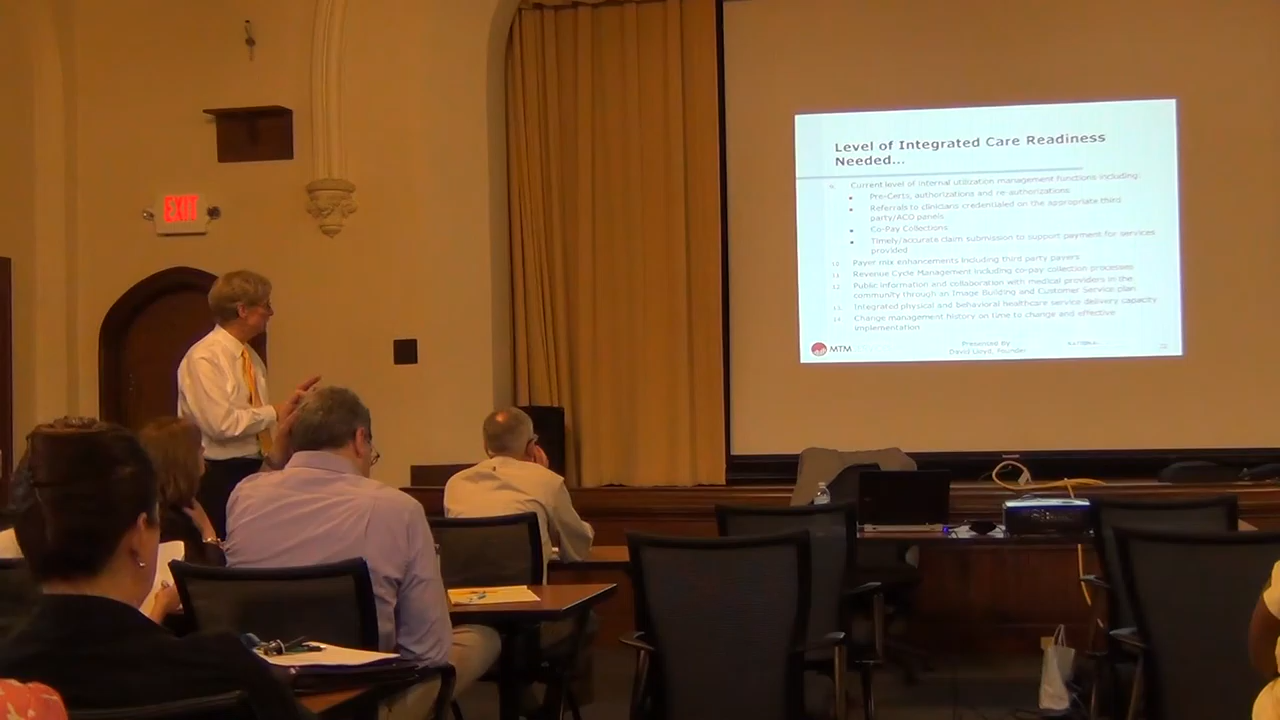 EXIT
Level of Integrated Care Readiness
Needed...
Current level of internal utilization management functions including:
Pre-Certs, authorizations and re-authorizations
Referrals to clinicians credentialed on the appropriate third
party/ACO panels
Co-Pay Collections
Timely/accurate claim submission to support payment for services
provided
Payer mix enhancements including third party payers
Revenue Cycle Management including co-pay collection processes
Public information and collaboration with medical providers in the
community through an Image Building and Customer Service plan
Integrated physical and behavioral healthcare service delivery capacity
Change management history on time to change and effective
implementation
MTM
Presented By
David Lloyd, Founder